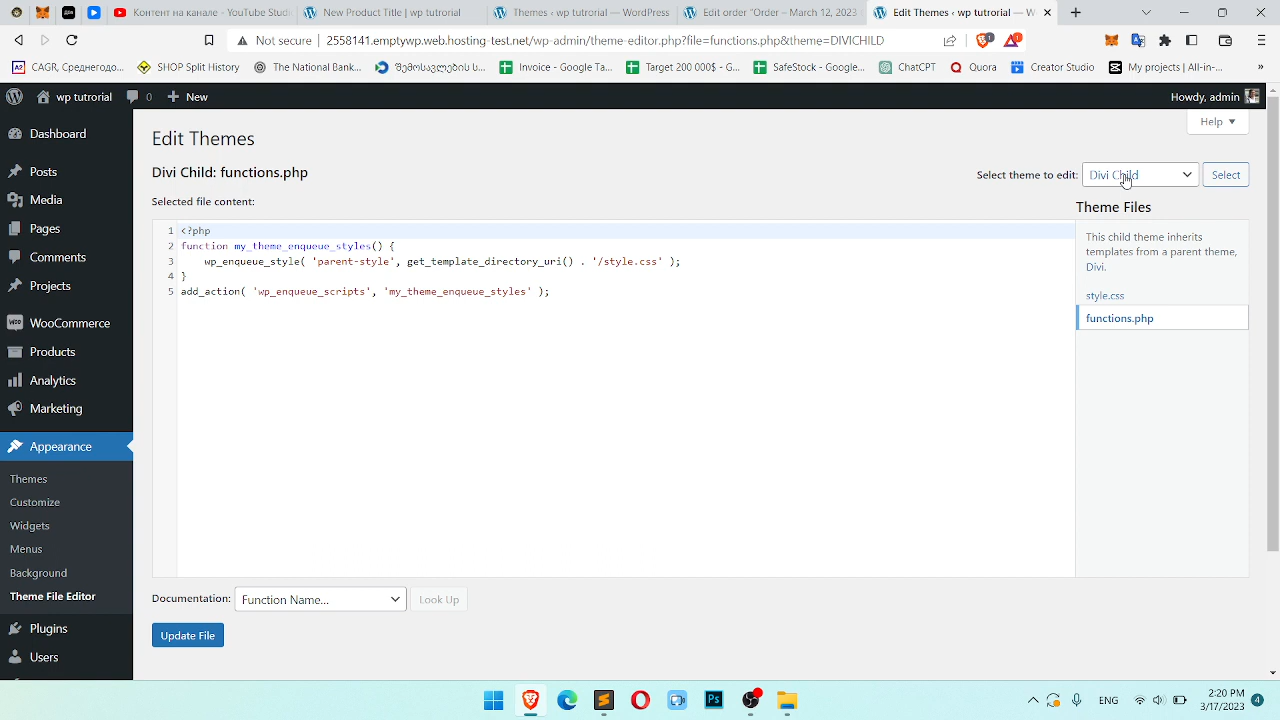 Контент на канале - YouTube Studi
New Product Title | wp tutorial
Themes ‹ wp tutorial — WordPress
Edit or
March 2, 2023
Edit Themes ‹ wp tutorial — W
Not secure
2558141.emptywp.web.hosting-test.net/wp-admin/theme-editor.php?file=functions.php&theme=DIVICHILD
CAGR, Среднегодо...
SHOP Split History
The National Bank...
Invoice - Google Ta...
Target 200 000$ - G...
SafeStock - Google...
ChatGPT
Quora
Creator Studio
My projects | All-in-...
»
wp tutorial
0
New
Howdy, admin
Help
Dashboard
Posts
Media
Pages
Comments
Projects
WooCommerce
Products
Analytics
Marketing
Appearance
Themes
Customize
Widgets
Menus
Background
Theme File Editor
Plugins
Users
Edit Themes
Divi Child: functions.php
Select theme to edit:
Divi Child
Select
Selected file content:
Theme Files
1 <?php
2 function my_theme_enqueue_styles() {
3 wp_enqueue_style( 'parent-style', get_template_directory_uri() . '/style.css' );
4 }
5 add_action( 'wp_enqueue_scripts', 'my_theme_enqueue_styles' );
This child theme inherits
templates from a parent theme,
Divi.
style.css
functions.php
Documentation:
Function Name...
Look Up
Update File
Ps
ENG
2:20 PM
3/17/2023
4